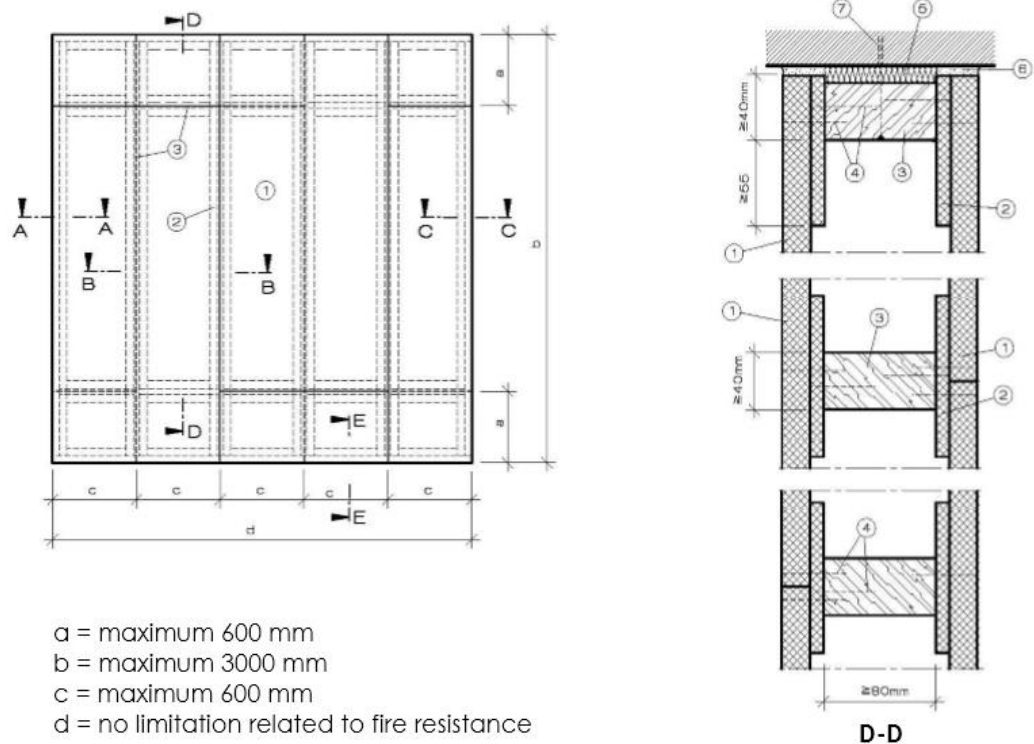 D
a
3
1
2
A
A
C
C
b
B
B
D
E
a
c
c
c
c
c
E
d
a = maximum 600 mm
b = maximum 3000 mm
c = maximum 600 mm
d = no limitation related to fire resistance
7
5
6
≧40mm
4
3
≧55
2
1
1
3
1
≧40mm
2
4
≧80mm
D-D